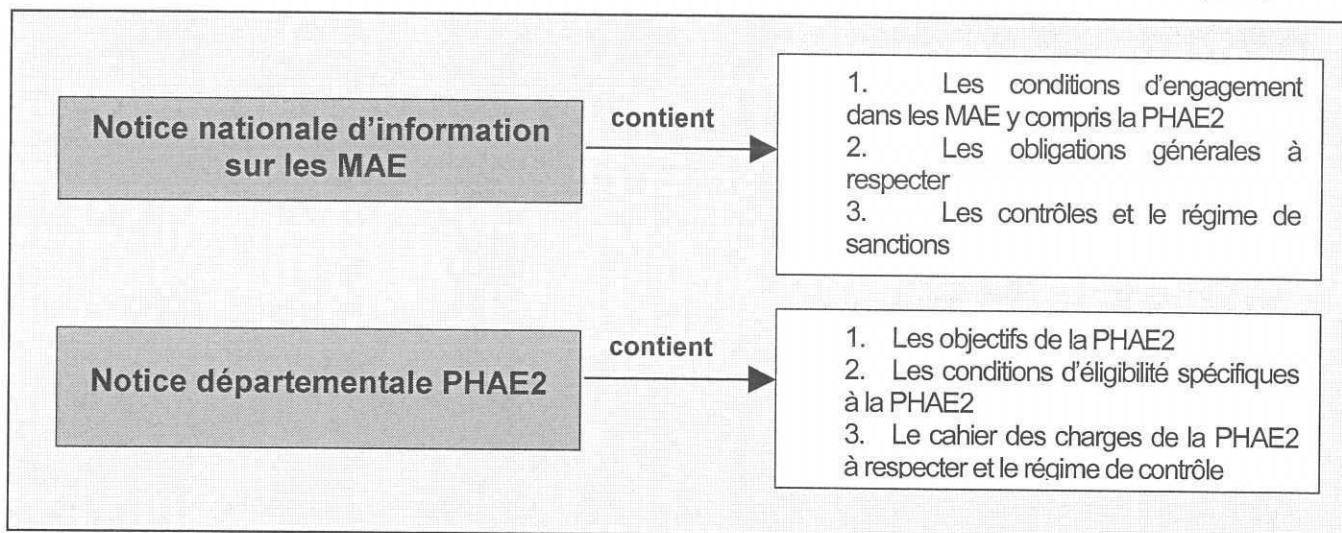 Notice nationale d'information
sur les MAE
contient
1. Les conditions d'engagement
dans les MAE y compris la PHAE2
2. Les obligations générales à
respecter
3. Les contrôles et le régime de
sanctions
Notice départementale PHAE2
contient
1. Les objectifs de la PHAE2
2. Les conditions d'éligibilité spécifiques
à la PHAE2
3. Le cahier des charges de la PHAE2
à respecter et le régime de contrôle